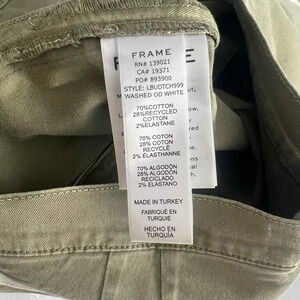 FRAME
RN# 139021
CA# 19371
PO# 893900
STYLE: LBUDTCH999
WASHED OD WHITE
70%COTTON
28%RECYCLED
COTTON
2%ELASTANE
70% COTON
28% COTON
RECYCLÉ
2% ÉLASTHANNE
70% ALGODÓN
28% ALGODÓN
RECICLADO
2% ELASTANO
MADE IN TURKEY
FABRIQUÉ EN
TURQUIE
HECHO EN
TURQUÍA